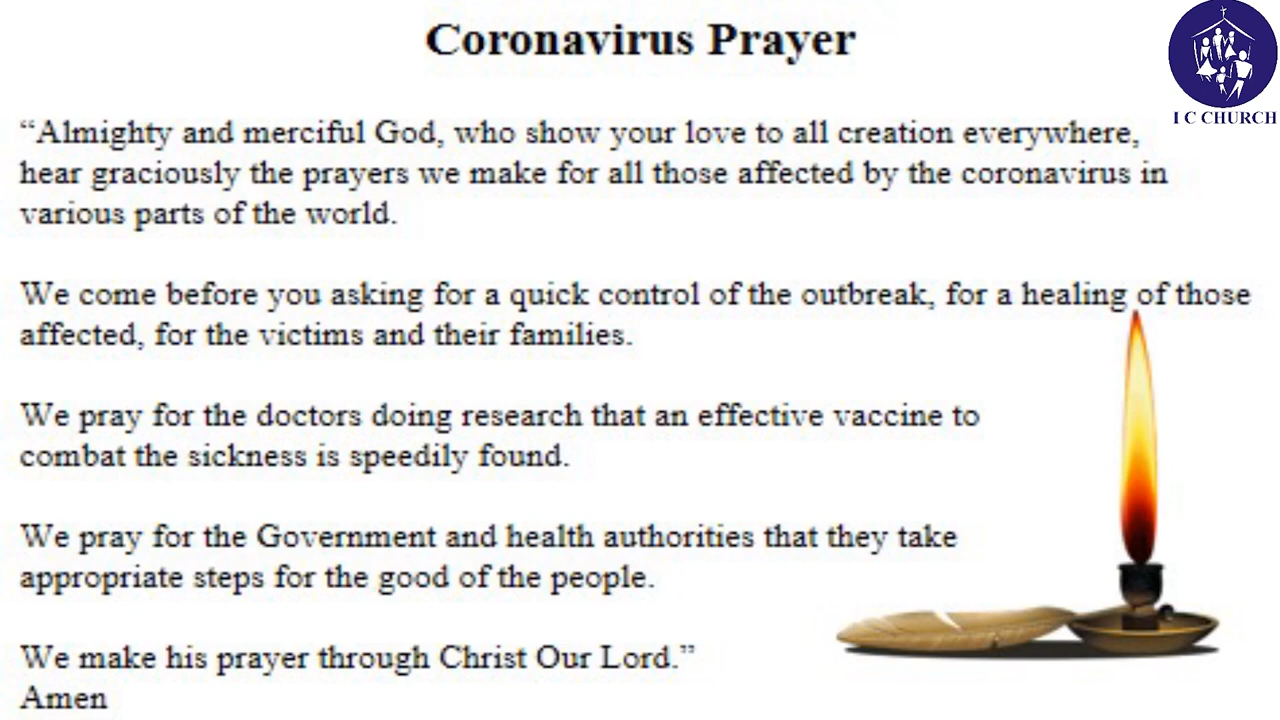 Coronavirus Prayer
I C CHURCH
“Almighty and merciful God, who show your love to all creation everywhere,
hear graciously the prayers we make for all those affected by the coronavirus in
various parts of the world.
We come before you asking for a quick control of the outbreak, for a healing of those
affected, for the victims and their families.
We pray for the doctors doing research that an effective vaccine to
combat the sickness is speedily found.
We pray for the Government and health authorities that they take
appropriate steps for the good of the people.
We make his prayer through Christ Our Lord.”
Amen